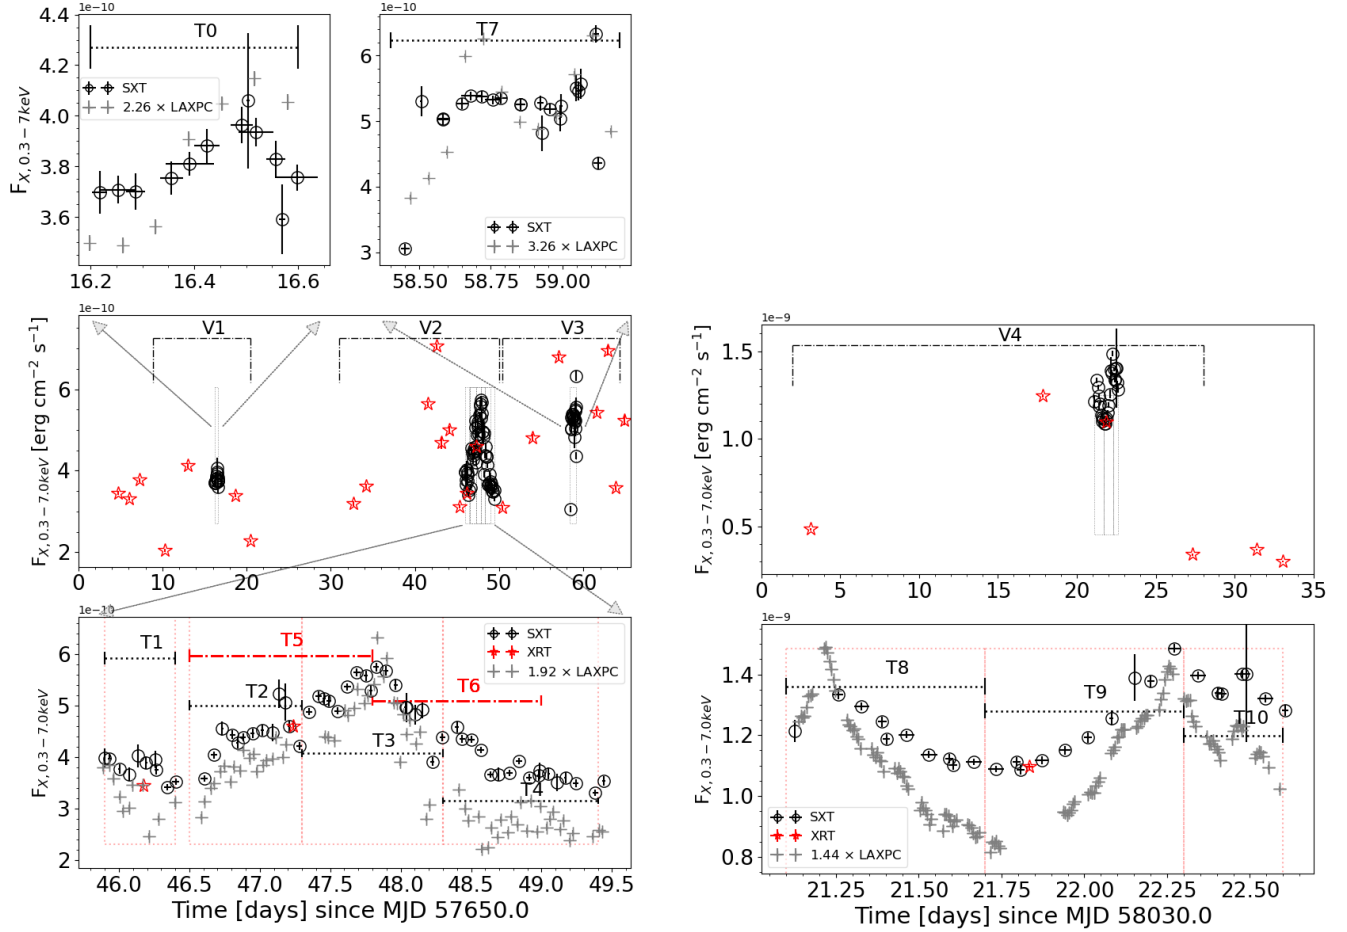 1e−10
4.4
4.2
4.0
3.8
3.6
F_{X, 0.3−7keV}
T0
SXT
2.26 × LAXPC
16.2
16.4
16.6
1e−10
6
5
4
3
T7
SXT
3.26 × LAXPC
58.50
58.75
59.00
1e−10
6
4
2
F_{X, 0.3−7.0keV} [erg cm^{−2} s^{−1}]
V1
V2
V3
0
10
20
30
40
50
60
1e−9
1.5
1.0
0.5
F_{X, 0.3−7.0keV} [erg cm^{−2} s^{−1}]
V4
0
5
10
15
20
25
30
35
1e−10
6
5
4
3
2
F_{X, 0.3−7.0keV}
T1
T5
T2
T3
T6
T4
SXT
XRT
1.92 × LAXPC
46.0
46.5
47.0
47.5
48.0
48.5
49.0
49.5
Time [days] since MJD 57650.0
1e−9
1.4
1.2
1.0
0.8
F_{X, 0.3−7.0keV}
T8
T9
T10
SXT
XRT
1.44 × LAXPC
21.25
21.50
21.75
22.00
22.25
22.50
Time [days] since MJD 58030.0